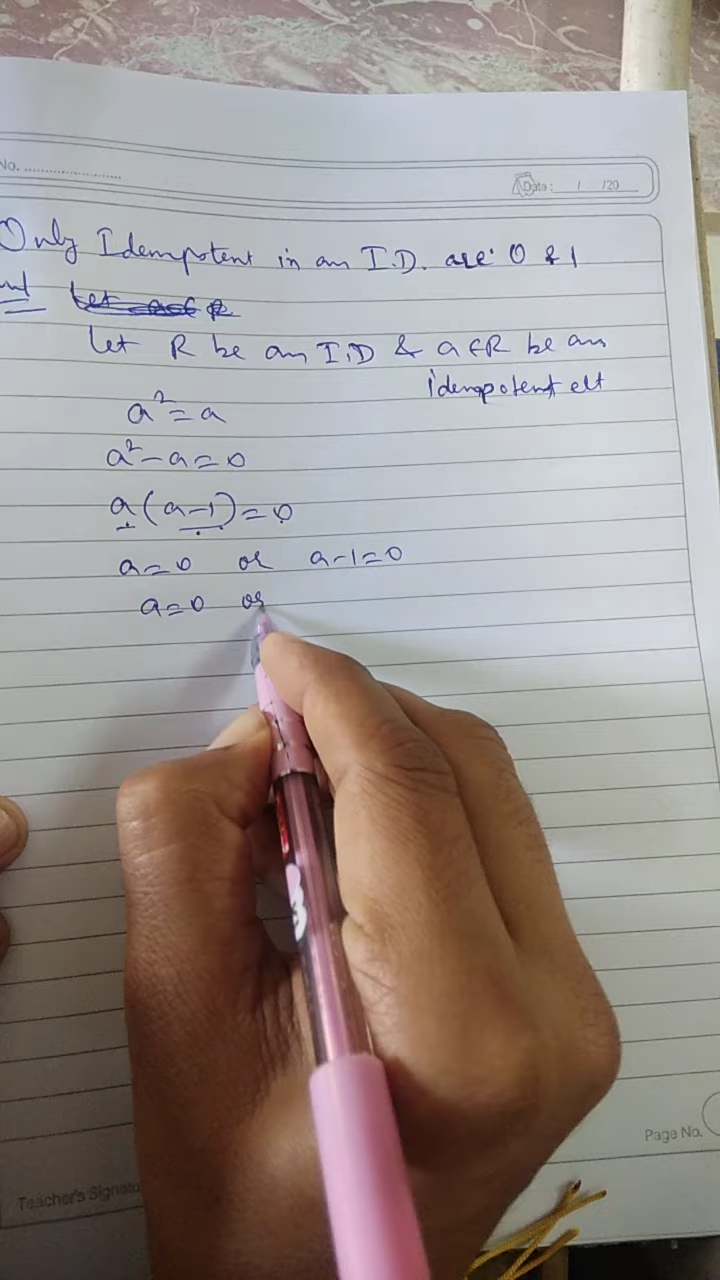 No. ........................
Date: / /20
Only Idempotent in an I.D. are 0 & 1
Let R be an I.D & a∈R be an
idempotent elt
a² = a
a² - a = 0
a(a-1) = 0
a = 0 or a-1 = 0
a = 0 or
Page No.
Teacher's Signatu